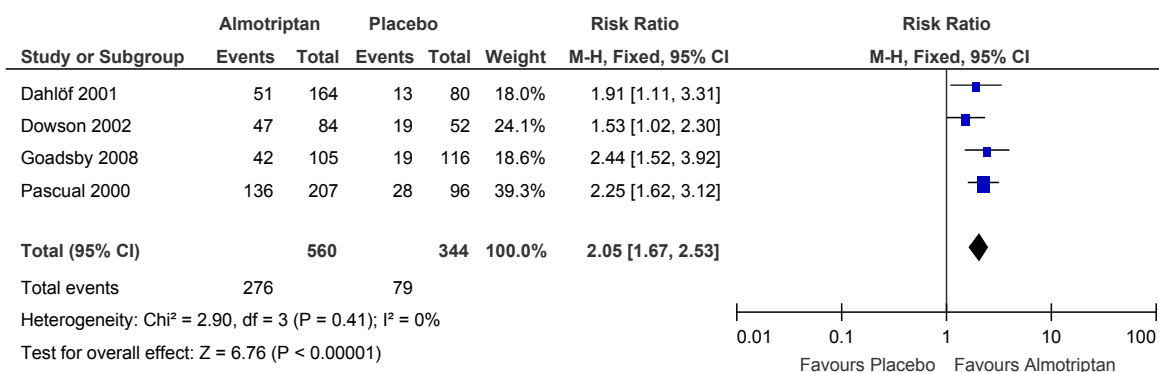 Almotriptan Placebo Risk Ratio Risk Ratio
Study or Subgroup Events Total Events Total Weight M-H, Fixed, 95% CI M-H, Fixed, 95% CI
Dahlöf 2001 51 164 13 80 18.0% 1.91 [1.11, 3.31]
Dowson 2002 47 84 19 52 24.1% 1.53 [1.02, 2.30]
Goadsby 2008 42 105 19 116 18.6% 2.44 [1.52, 3.92]
Pascual 2000 136 207 28 96 39.3% 2.25 [1.62, 3.12]
Total (95% CI) 560 344 100.0% 2.05 [1.67, 2.53]
Total events 276 79
Heterogeneity: Chi² = 2.90, df = 3 (P = 0.41); I² = 0%
Test for overall effect: Z = 6.76 (P < 0.00001)
0.01 0.1 1 10 100
Favours Placebo Favours Almotriptan